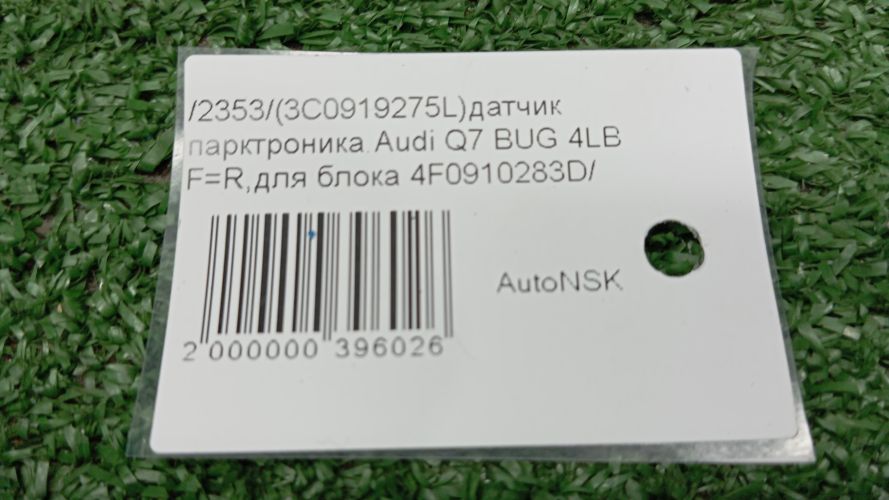 /2353/(3C0919275L)датчик
парктроника.Audi Q7 BUG 4LB
F=R,для блока 4F0910283D/
AutoNSK
2 000000 396026